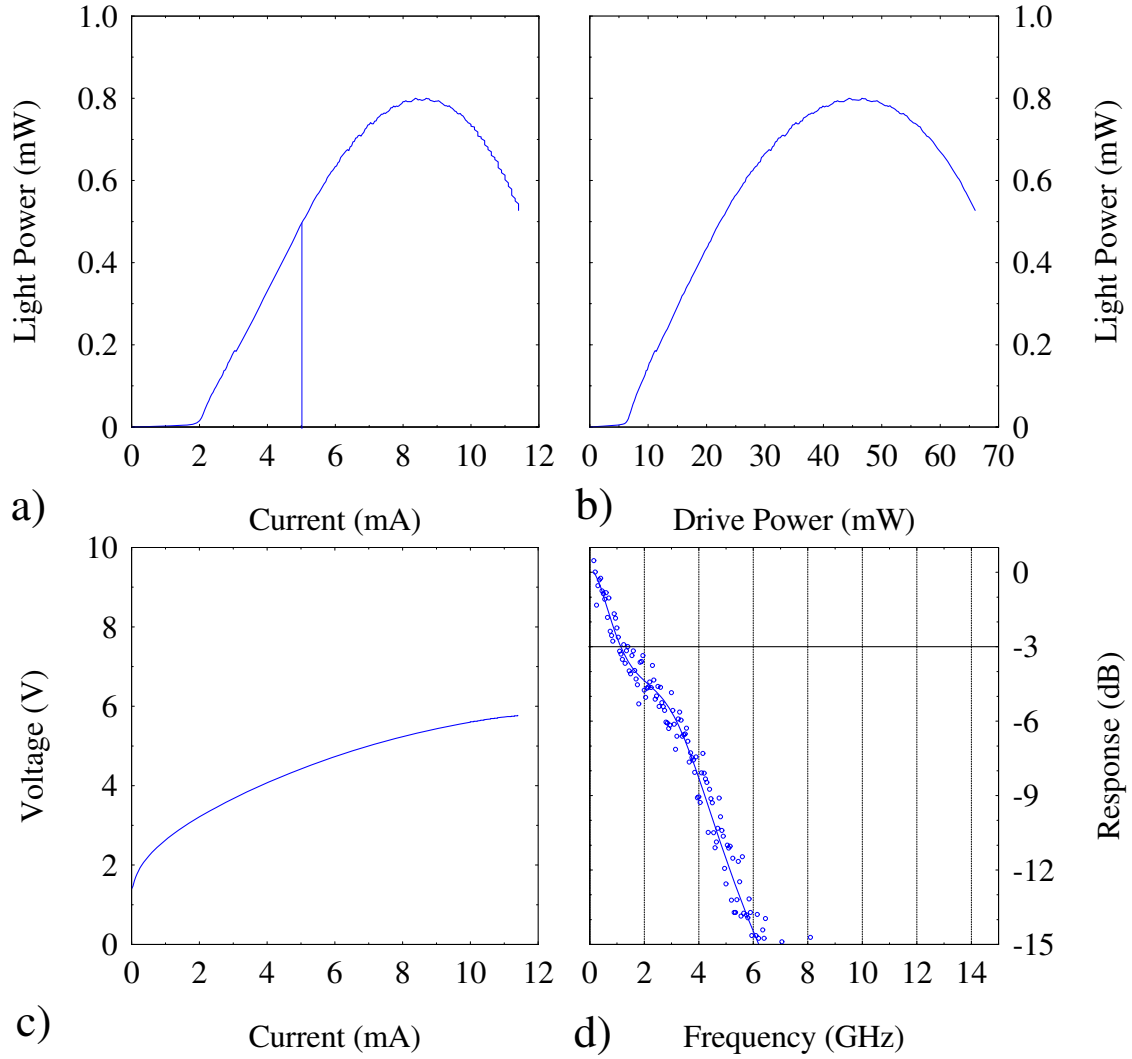 1.0
0.8
0.6
0.4
0.2
0
Light Power (mW)
0 2 4 6 8 10 12
a)
Current (mA)
1.0
0.8
0.6
0.4
0.2
0
Light Power (mW)
0 10 20 30 40 50 60 70
b)
Drive Power (mW)
10
8
6
4
2
0
Voltage (V)
0 2 4 6 8 10 12
c)
Current (mA)
0
-3
-6
-9
-12
-15
Response (dB)
0 2 4 6 8 10 12 14
d)
Frequency (GHz)